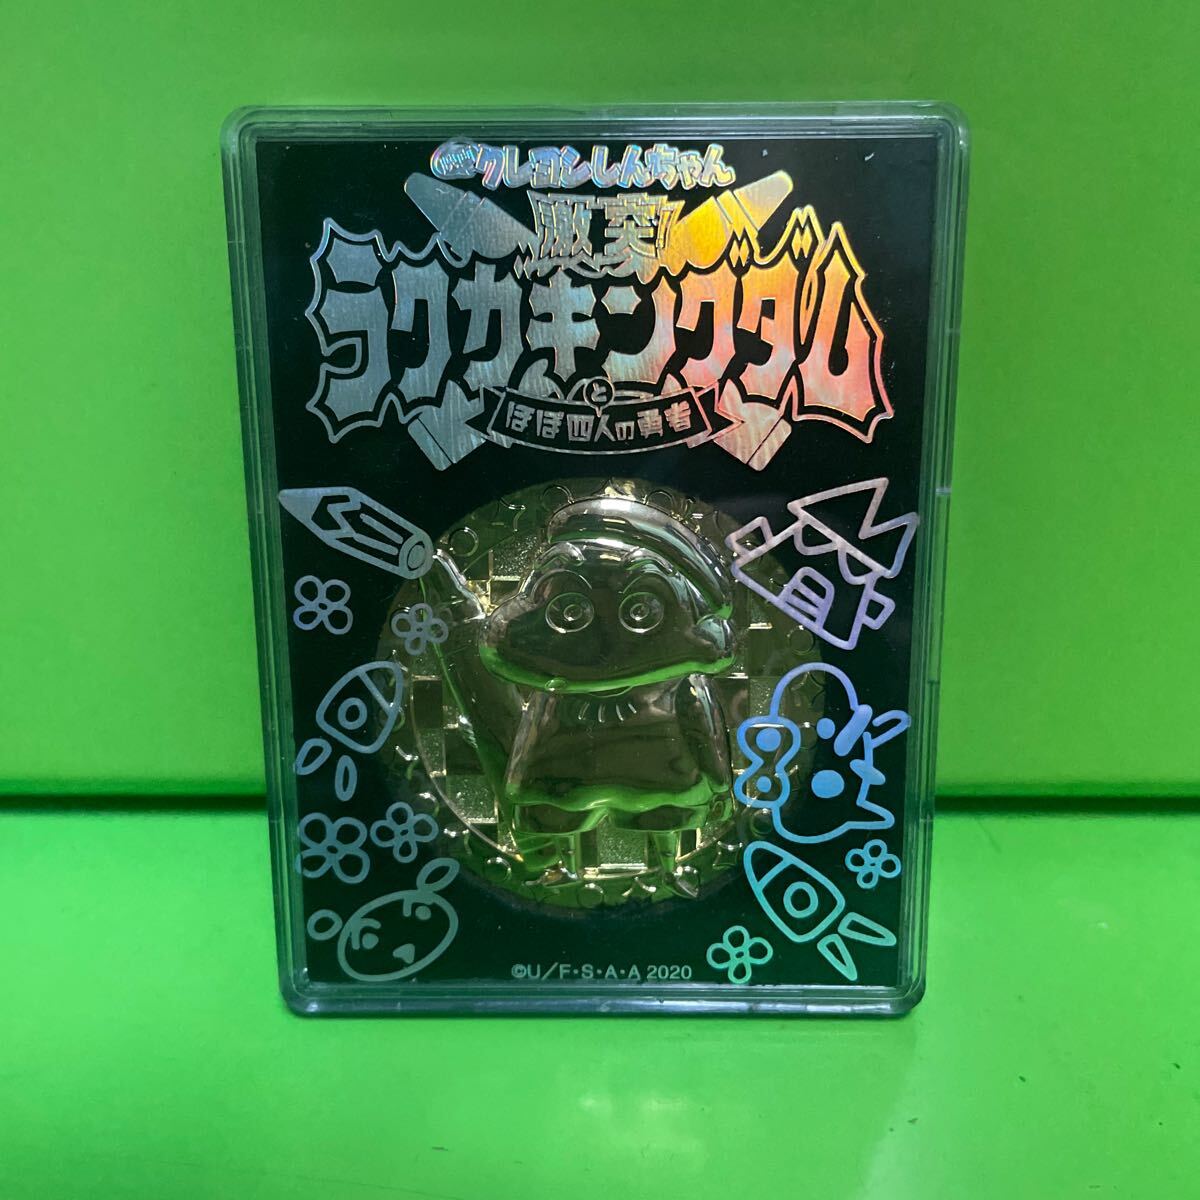 映画クレヨンしんちゃん
激突!
ラクガキングダム
と
ほぼ四人の勇者
©U/F・S・A・A 2020